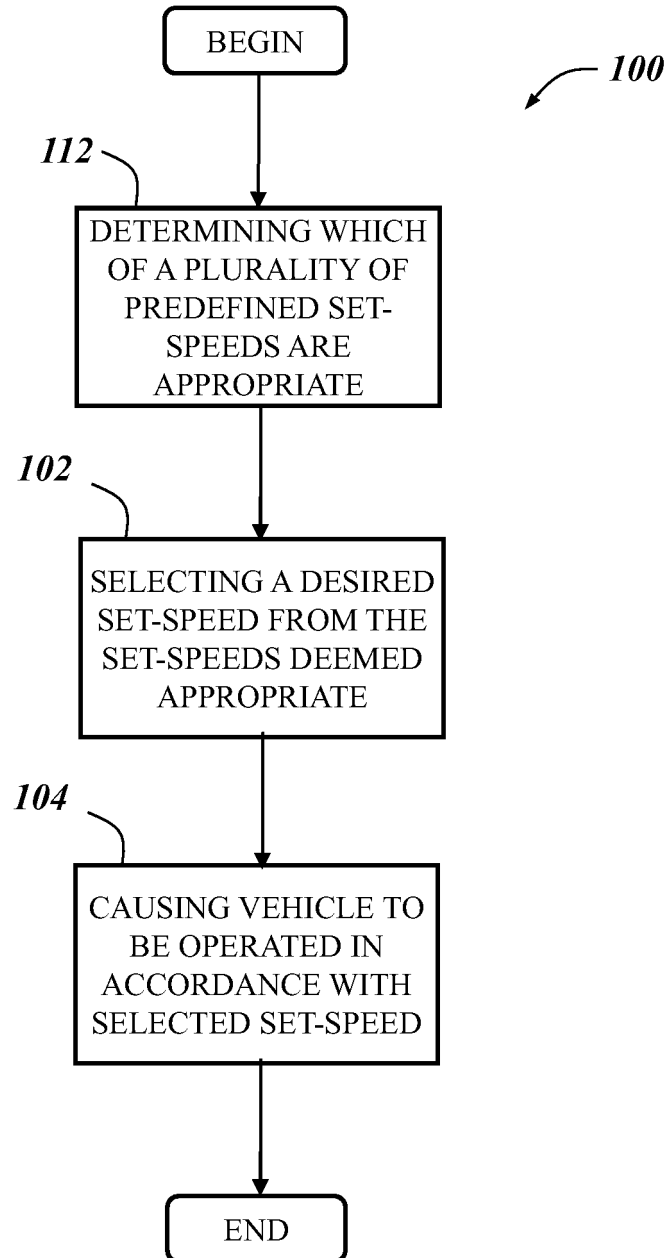 BEGIN
100
112
DETERMINING WHICH
OF A PLURALITY OF
PREDEFINED SET-
SPEEDS ARE
APPROPRIATE
102
SELECTING A DESIRED
SET-SPEED FROM THE
SET-SPEEDS DEEMED
APPROPRIATE
104
CAUSING VEHICLE TO
BE OPERATED IN
ACCORDANCE WITH
SELECTED SET-SPEED
END